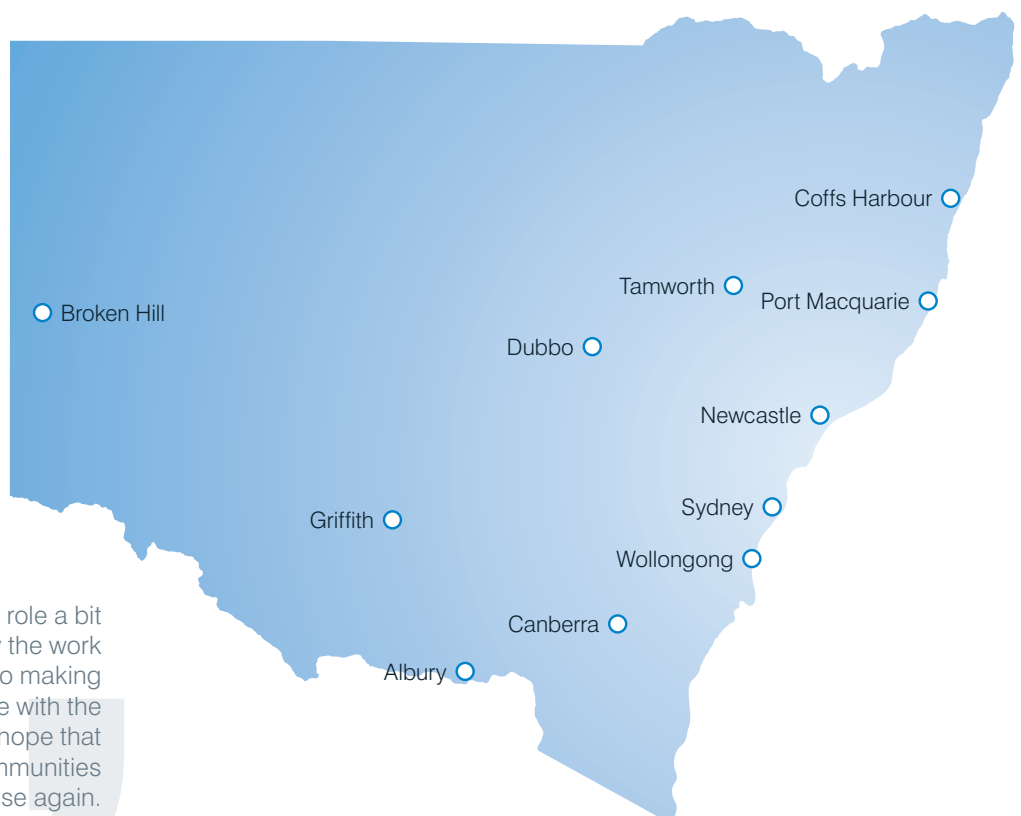 Coffs Harbour
Tamworth
Port Macquarie
Broken Hill
Dubbo
Newcastle
Sydney
Griffith
Wollongong
Canberra
Albury
role a bit
the work
making
with the
hope that
se again.